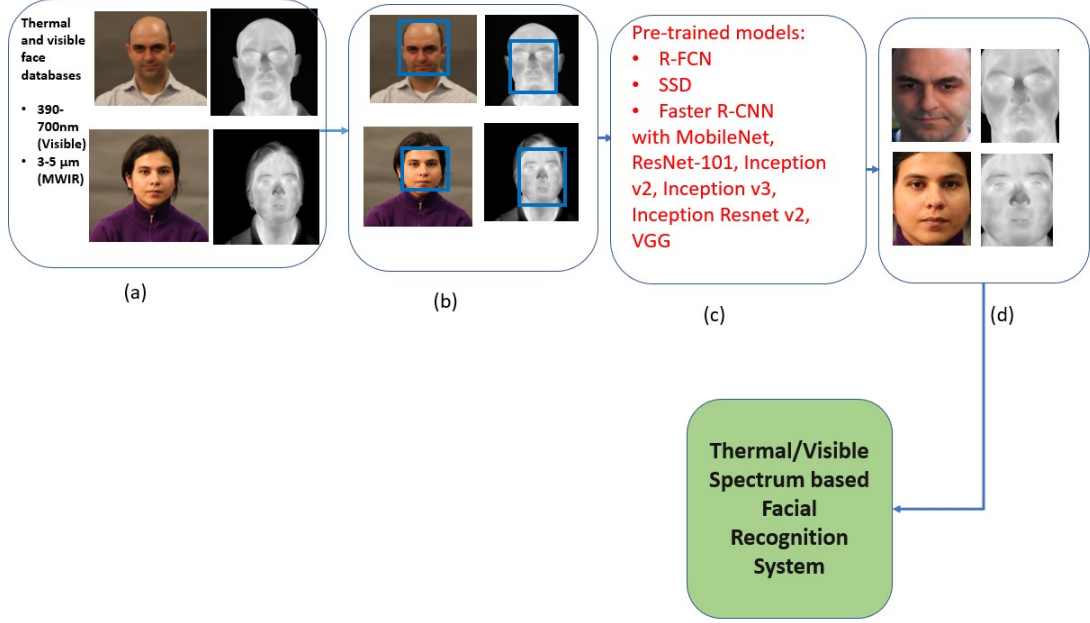 Thermal
and visible
face
databases
• 390-
700nm
(Visible)
• 3-5 μm
(MWIR)
(a)
(b)
Pre-trained models:
• R-FCN
• SSD
• Faster R-CNN
with MobileNet,
ResNet-101, Inception
v2, Inception v3,
Inception Resnet v2,
VGG
(c)
(d)
Thermal/Visible
Spectrum based
Facial
Recognition
System